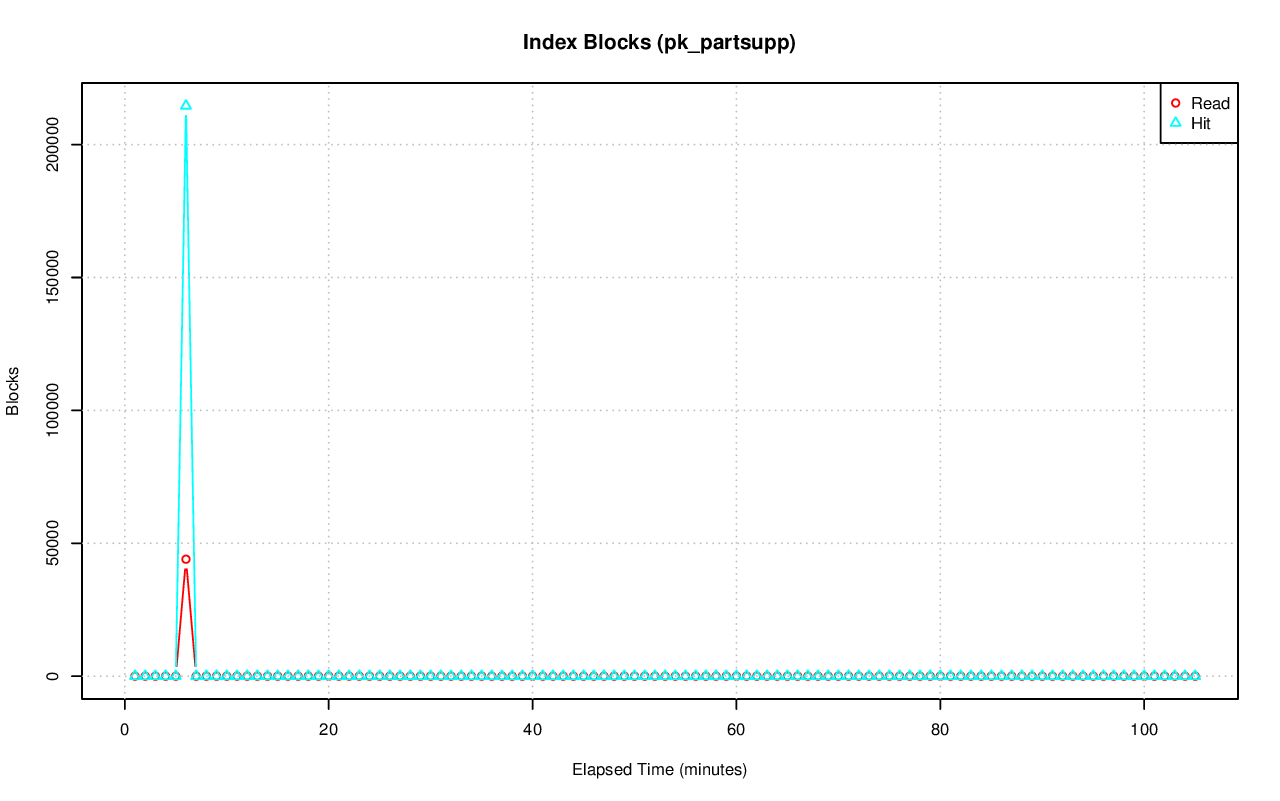 Index Blocks (pk_partsupp)
Read
Hit
Blocks
200000
150000
100000
50000
0
0 20 40 60 80 100
Elapsed Time (minutes)